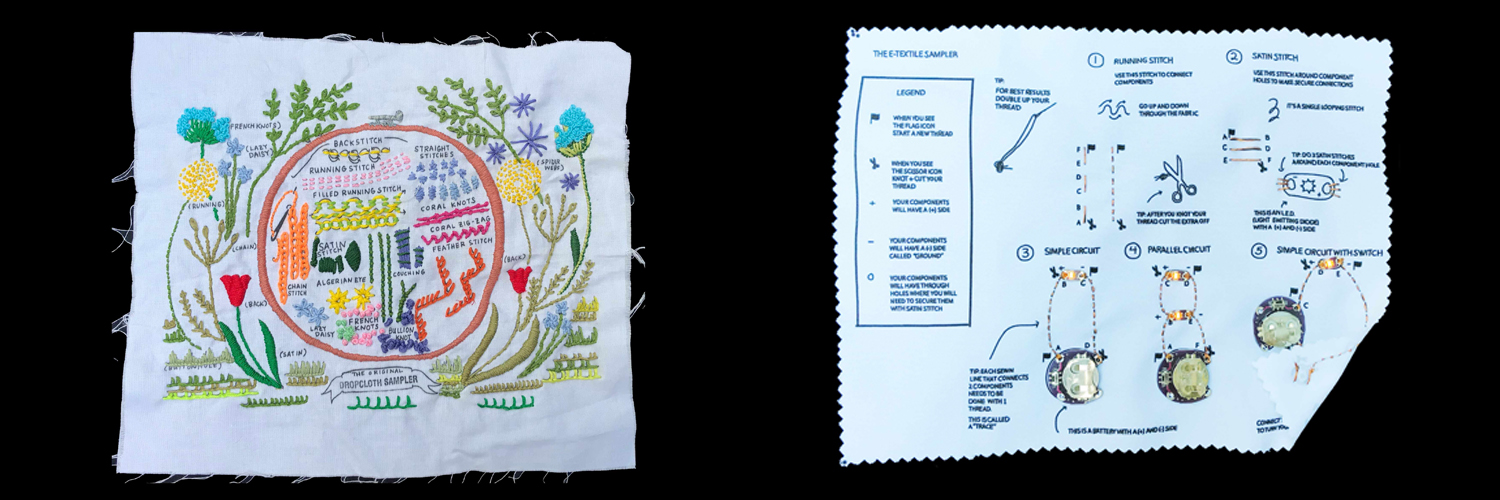 (FRENCH KNOTS)
(LAZY
DAISY)
(RUNNING)
(CHAIN)
(BACK)
(SATIN)
BACKSTITCH
RUNNING STITCH
FILLED RUNNING STITCH
STRAIGHT
STITCHES
CORAL KNOTS
CORAL ZIG-ZAG
FEATHER STITCH
SATIN
STITCH
COUCHING
ALGERIAN EYE
CHAIN
STITCH
LAZY
DAISY
FRENCH
KNOTS
BULLION
KNOT
(SPIDER
WEBS)
(BACK)
THE ORIGINAL
DROPCLOTH SAMPLER
THE E-TEXTILE SAMPLER
LEGEND
WHEN YOU SEE
THE FLAG ICON
START A NEW THREAD
WHEN YOU SEE
THE SCISSOR ICON
KNOT + CUT YOUR
THREAD
+ YOUR COMPONENTS
WILL HAVE A (+) SIDE
- YOUR COMPONENTS
WILL HAVE A (-) SIDE
CALLED "GROUND"
O YOUR COMPONENTS
WILL HAVE THROUGH
HOLES WHERE YOU WILL
NEED TO SECURE THEM
WITH SATIN STITCH
TIP:
FOR BEST RESULTS
DOUBLE UP YOUR
THREAD
1 RUNNING STITCH
USE THIS STITCH TO CONNECT
COMPONENTS
GO UP AND DOWN
THROUGH THE FABRIC
F
E
D
C
B
A
TIP: AFTER YOU KNOT YOUR
THREAD CUT THE EXTRA OFF
2 SATIN STITCH
USE THIS STITCH AROUND COMPONENT
HOLES TO MAKE SECURE CONNECTIONS
IT'S A SINGLE LOOPING STITCH
A B
C D
E F
TIP: DO 3 SATIN STITCHES
AROUND EACH COMPONENT HOLE
THIS IS AN L.E.D.
(LIGHT EMITTING DIODE)
WITH A (+) AND (-) SIDE
3 SIMPLE CIRCUIT
+ -
B C
A D
TIP: EACH SEWN
LINE THAT CONNECTS
2 COMPONENTS
NEEDS TO BE
DONE WITH 1
THREAD.
THIS IS CALLED
A "TRACE"
THIS IS A BATTERY WITH A (+) AND (-) SIDE
4 PARALLEL CIRCUIT
C D
B E
A F
5 SIMPLE CIRCUIT WITH SWITCH
D E
C
CONNECT
TO TURN YOU